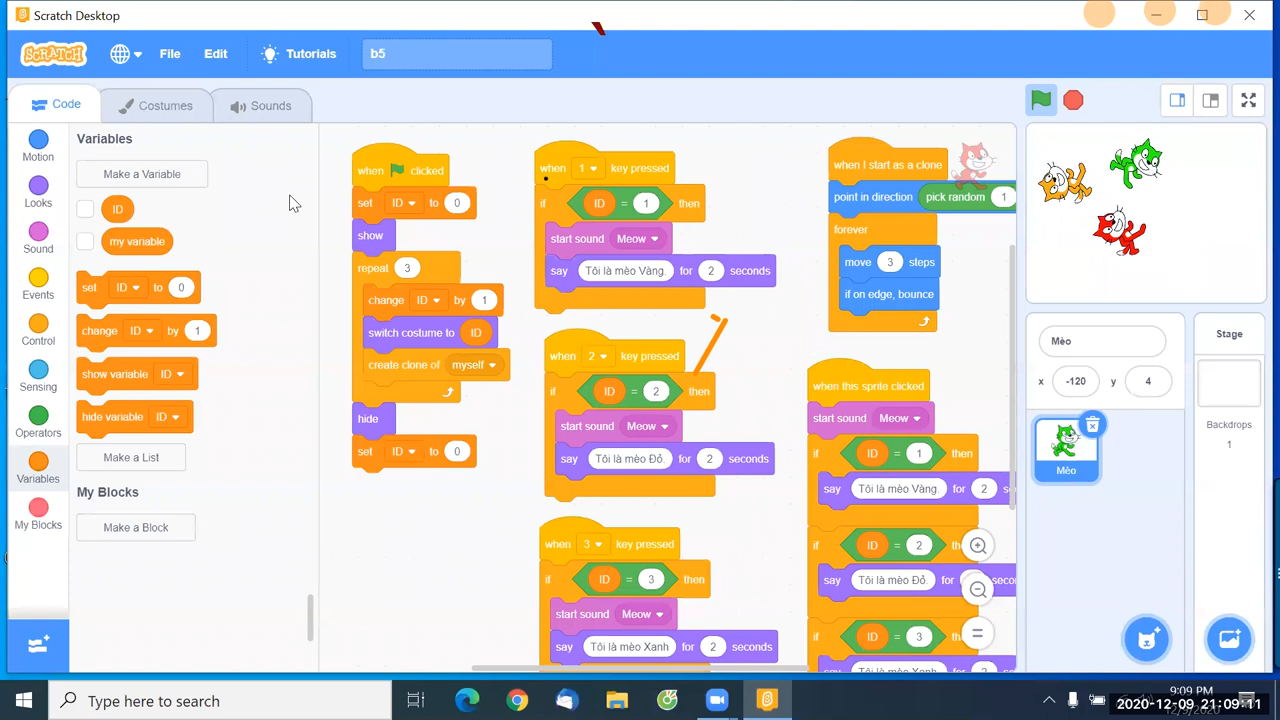 Scratch Desktop
SCRATCH File Edit Tutorials b5
Code Costumes Sounds
Motion
Looks
Sound
Events
Control
Sensing
Operators
Variables
My Blocks
Variables
Make a Variable
ID
my variable
set ID to 0
change ID by 1
show variable ID
hide variable ID
Make a List
My Blocks
Make a Block
when clicked
set ID to 0
show
repeat 3
change ID by 1
switch costume to ID
create clone of myself
hide
set ID to 0
when 1 key pressed
if ID = 1 then
start sound Meow
say Tôi là mèo Vàng. for 2 seconds
when 2 key pressed
if ID = 2 then
start sound Meow
say Tôi là mèo Đỏ. for 2 seconds
when 3 key pressed
if ID = 3 then
start sound Meow
say Tôi là mèo Xanh for 2 seconds
when I start as a clone
point in direction pick random 1
forever
move 3 steps
if on edge, bounce
when this sprite clicked
start sound Meow
if ID = 1 then
say Tôi là mèo Vàng. for 2
if ID = 2
say Tôi là mèo Đỏ. for
if ID = 3
say Tôi là mèo Xanh for 2
Mèo
x -120 y 4
Mèo
Stage
Backdrops
1
Type here to search
9:09 PM
2020-12-09 21:09:11